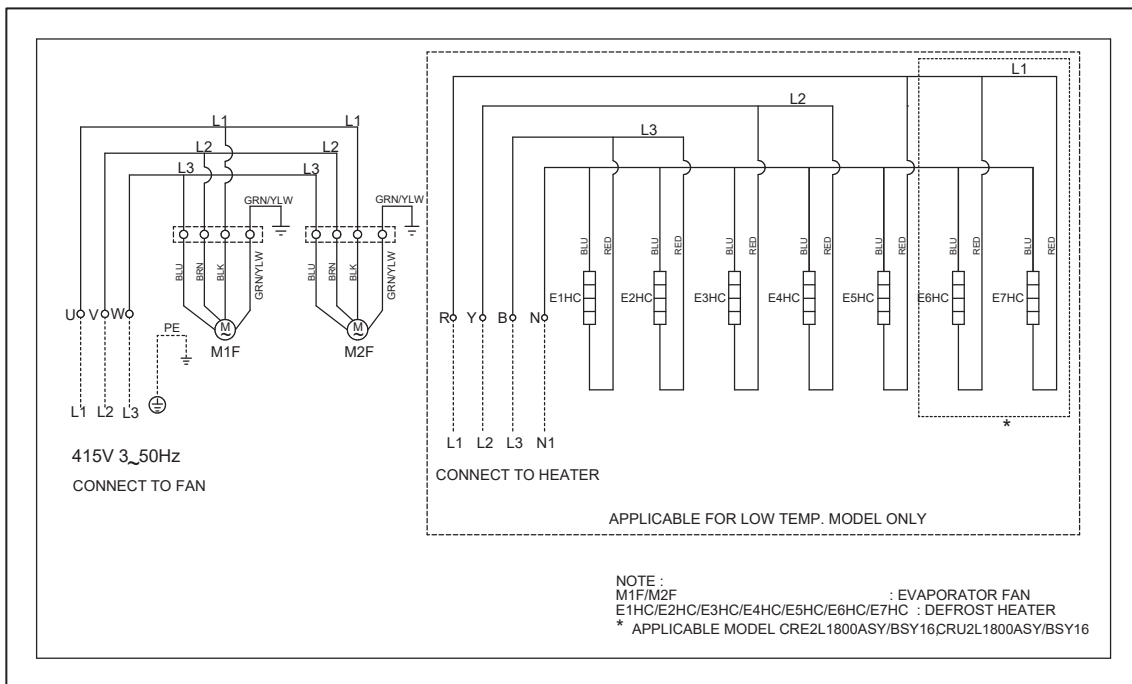 L1 L1
L2 L2
L3 L3
GRN/YLW GRN/YLW
BLU BRN BLK GRN/YLW BLU BRN BLK GRN/YLW
U V W
PE
M ~ M ~
M1F M2F
L1 L2 L3
415V 3~50Hz
CONNECT TO FAN
L1
L2
L3
BLU RED BLU RED BLU RED BLU RED BLU RED BLU RED BLU RED
E1HC E2HC E3HC E4HC E5HC E6HC E7HC
R Y B N
*
L1 L2 L3 N1
CONNECT TO HEATER
APPLICABLE FOR LOW TEMP. MODEL ONLY
NOTE :
M1F/M2F : EVAPORATOR FAN
E1HC/E2HC/E3HC/E4HC/E5HC/E6HC/E7HC : DEFROST HEATER
* APPLICABLE MODEL CRE2L1800ASY/BSY16,CRU2L1800ASY/BSY16